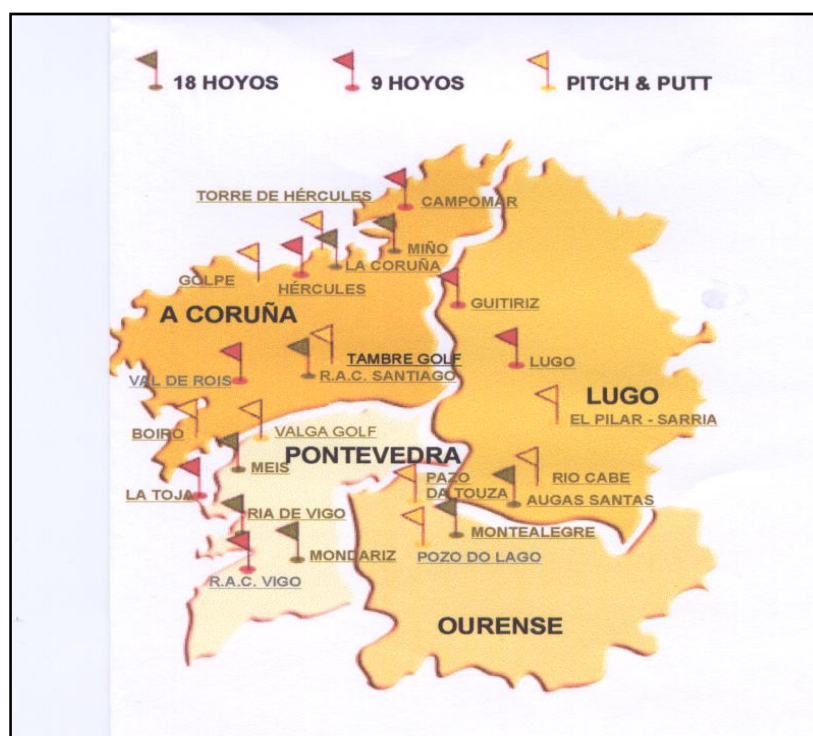 18 HOYOS
9 HOYOS
PITCH & PUTT
TORRE DE HÉRCULES
CAMPOMAR
MIÑO
LA CORUÑA
GOLPE
HÉRCULES
GUITIRIZ
A CORUÑA
TAMBRE GOLF
LUGO
VAL DE ROIS
R.A.C. SANTIAGO
LUGO
EL PILAR - SARRIA
BOIRO
VALGA GOLF
PONTEVEDRA
MEIS
PAZO
DA TOUZA
RIO CABE
LA TOJA
AUGAS SANTAS
RIA DE VIGO
MONTEALEGRE
MONDARIZ
POZO DO LAGO
R.A.C. VIGO
OURENSE